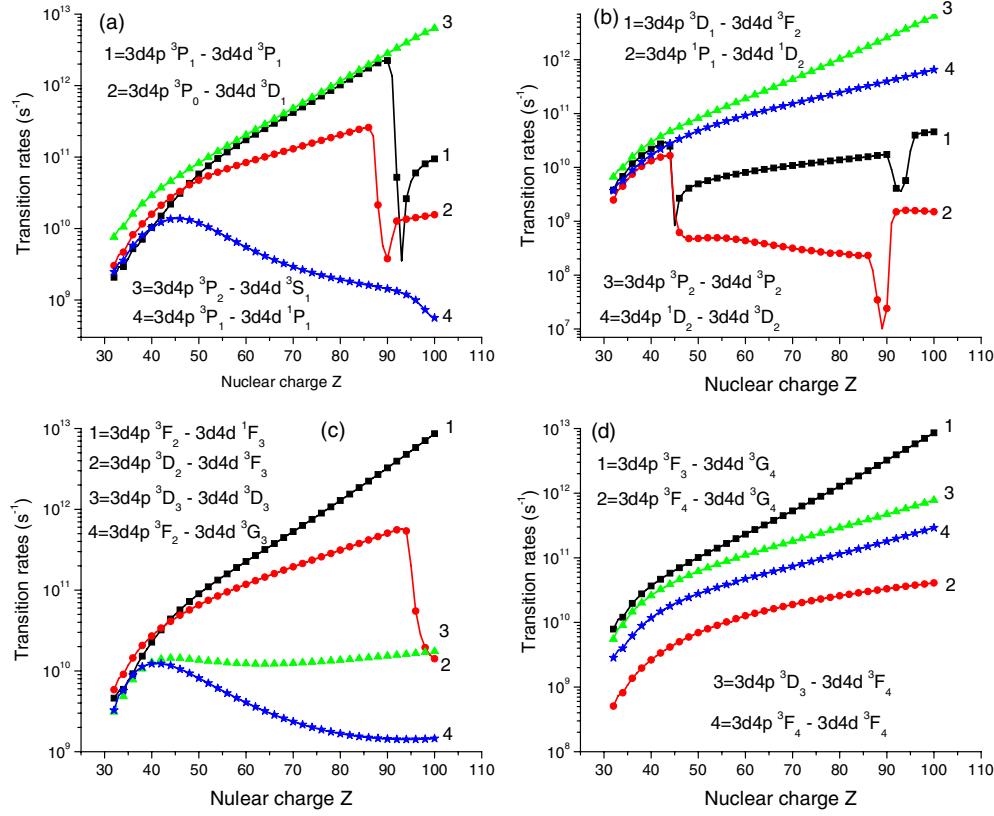 (a)
1=3d4p ³P₁ - 3d4d ³P₁
2=3d4p ³P₀ - 3d4d ³D₁
3=3d4p ³P₂ - 3d4d ³S₁
4=3d4p ³P₁ - 3d4d ¹P₁
3
1
2
4
Transition rates (s⁻¹)
10¹³
10¹²
10¹¹
10¹⁰
10⁹
30 40 50 60 70 80 90 100 110
Nuclear charge Z
(b)
1=3d4p ³D₁ - 3d4d ³F₂
2=3d4p ¹P₁ - 3d4d ¹D₂
3=3d4p ³P₂ - 3d4d ³P₂
4=3d4p ¹D₂ - 3d4d ³D₂
3
4
1
2
Transition rates (s⁻¹)
10¹²
10¹¹
10¹⁰
10⁹
10⁸
10⁷
30 40 50 60 70 80 90 100 110
Nuclear charge Z
(c)
1=3d4p ³F₂ - 3d4d ¹F₃
2=3d4p ³D₂ - 3d4d ³F₃
3=3d4p ³D₃ - 3d4d ³D₃
4=3d4p ³F₂ - 3d4d ³G₃
1
3
2
4
Transition rates (s⁻¹)
10¹³
10¹²
10¹¹
10¹⁰
10⁹
30 40 50 60 70 80 90 100 110
Nulear charge Z
(d)
1=3d4p ³F₃ - 3d4d ³G₄
2=3d4p ³F₄ - 3d4d ³G₄
3=3d4p ³D₃ - 3d4d ³F₄
4=3d4p ³F₄ - 3d4d ³F₄
1
3
4
2
Transition rates (s⁻¹)
10¹³
10¹²
10¹¹
10¹⁰
10⁹
10⁸
30 40 50 60 70 80 90 100 110
Nuclear charge Z